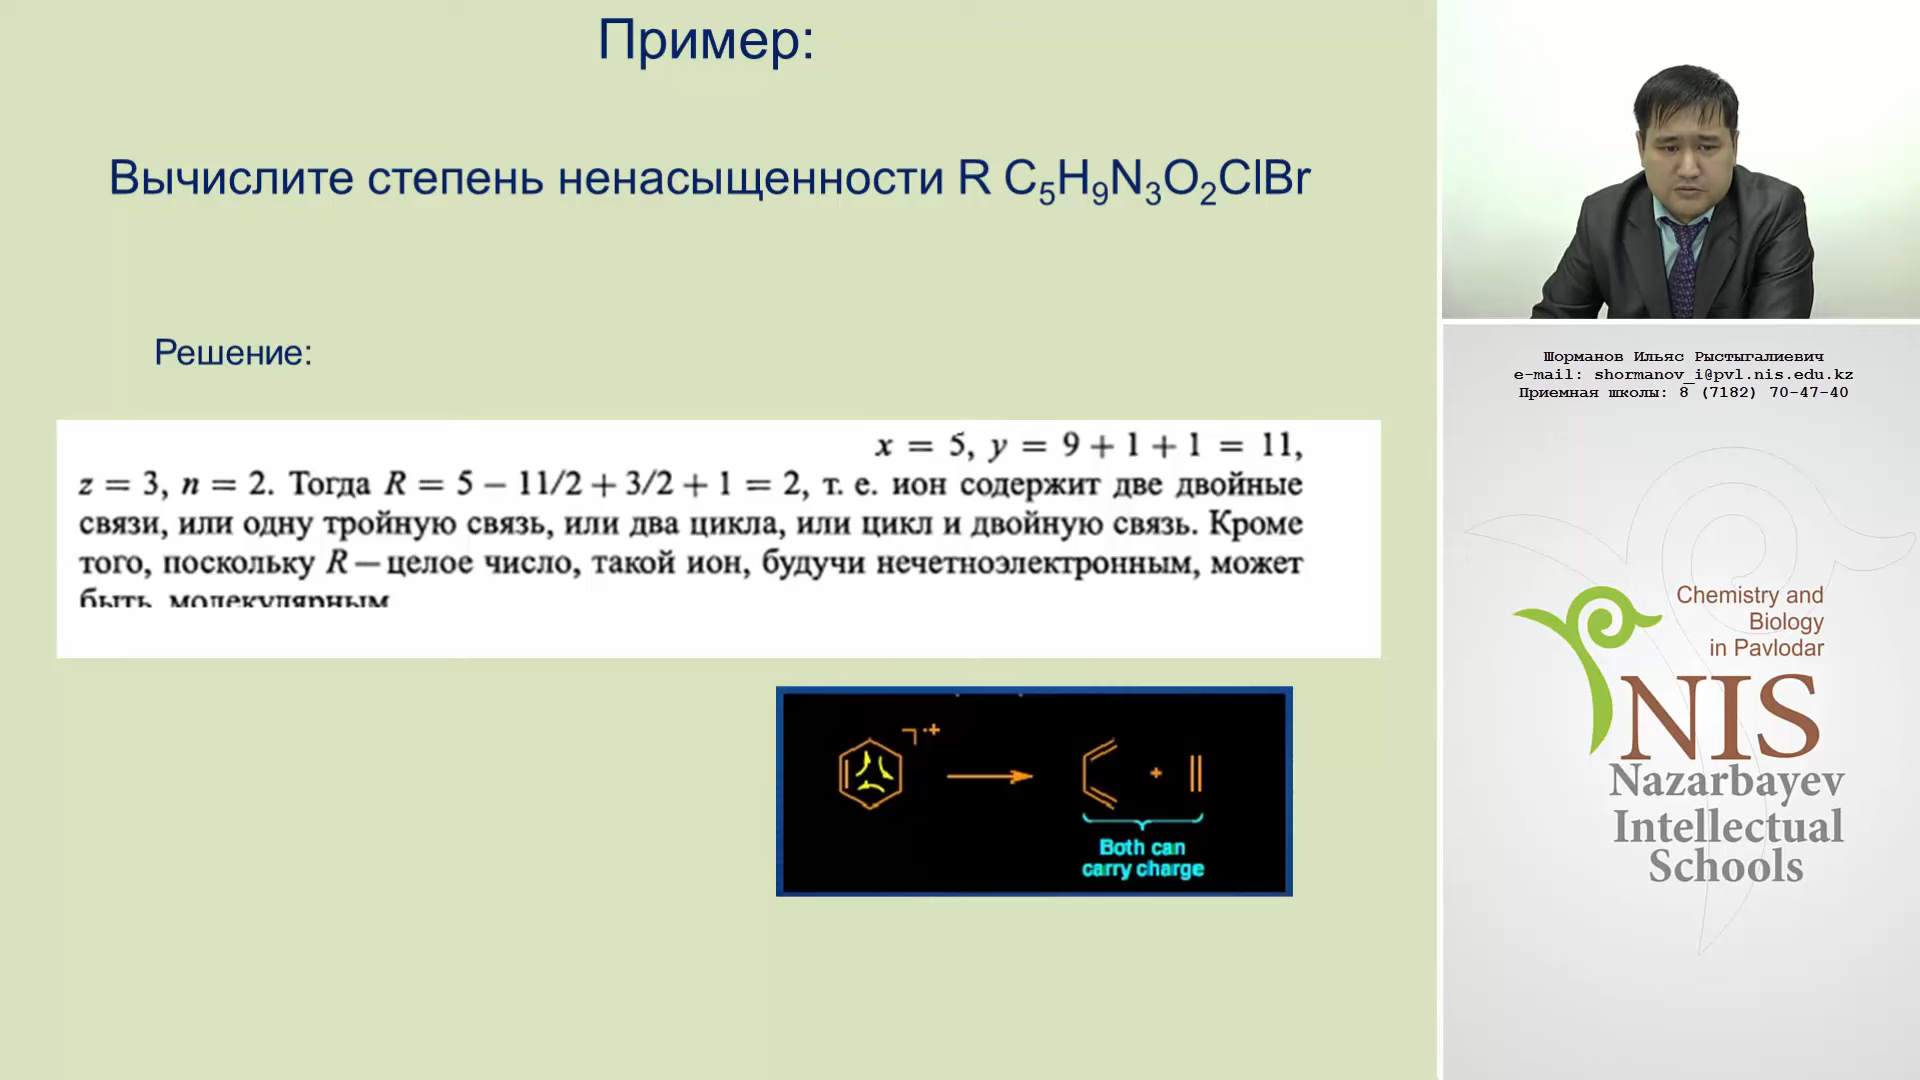 Пример:
Вычислите степень ненасыщенности R C₅H₉N₃O₂ClBr
Решение:
x = 5, y = 9 + 1 + 1 = 11,
z = 3, n = 2. Тогда R = 5 − 11/2 + 3/2 + 1 = 2, т. е. ион содержит две двойные
связи, или одну тройную связь, или два цикла, или цикл и двойную связь. Кроме
того, поскольку R — целое число, такой ион, будучи нечетноэлектронным, может
быть молекулярным
Both can
carry charge
Шорманов Ильяс Рыстыгалиевич
e-mail: shormanov_i@pvl.nis.edu.kz
Приемная школы: 8 (7182) 70-47-40
Chemistry and
Biology
in Pavlodar
NIS
Nazarbayev
Intellectual
Schools